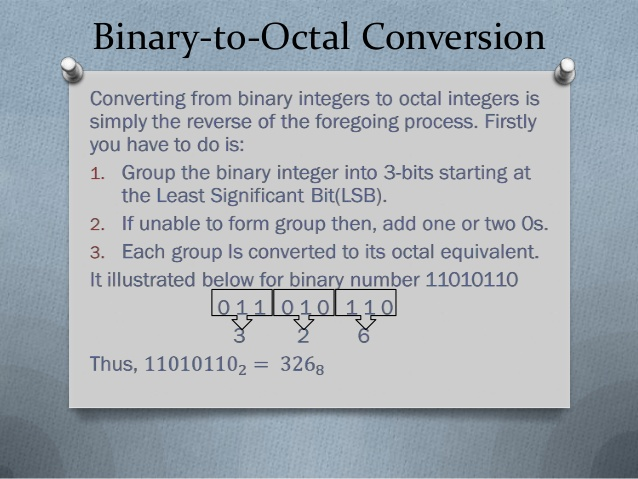 Binary-to-Octal Conversion
Converting from binary integers to octal integers is
simply the reverse of the foregoing process. Firstly
you have to do is:
1. Group the binary integer into 3-bits starting at
the Least Significant Bit(LSB).
2. If unable to form group then, add one or two 0s.
3. Each group Is converted to its octal equivalent.
It illustrated below for binary number 11010110
0 1 1 0 1 0 1 1 0
3 2 6
Thus, 11010110₂ = 326₈